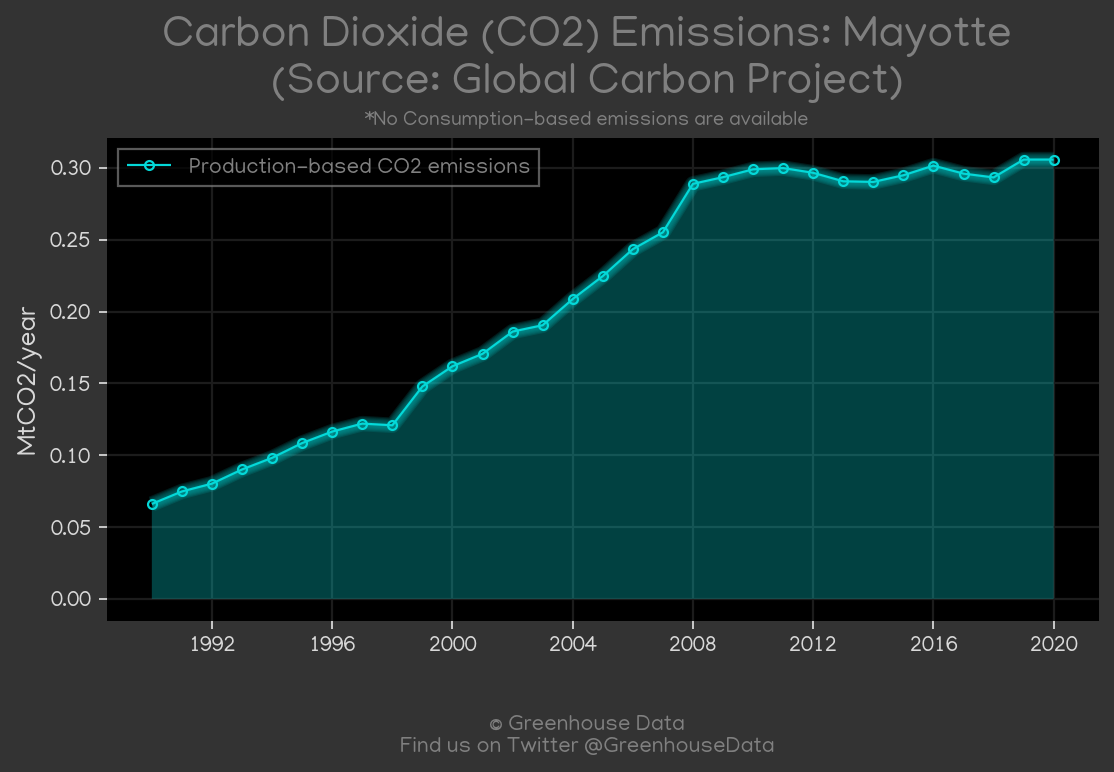 Carbon Dioxide (CO2) Emissions: Mayotte
(Source: Global Carbon Project)
*No Consumption-based emissions are available
Production-based CO2 emissions
MtCO2/year
0.30
0.25
0.20
0.15
0.10
0.05
0.00
1992 1996 2000 2004 2008 2012 2016 2020
© Greenhouse Data
Find us on Twitter @GreenhouseData